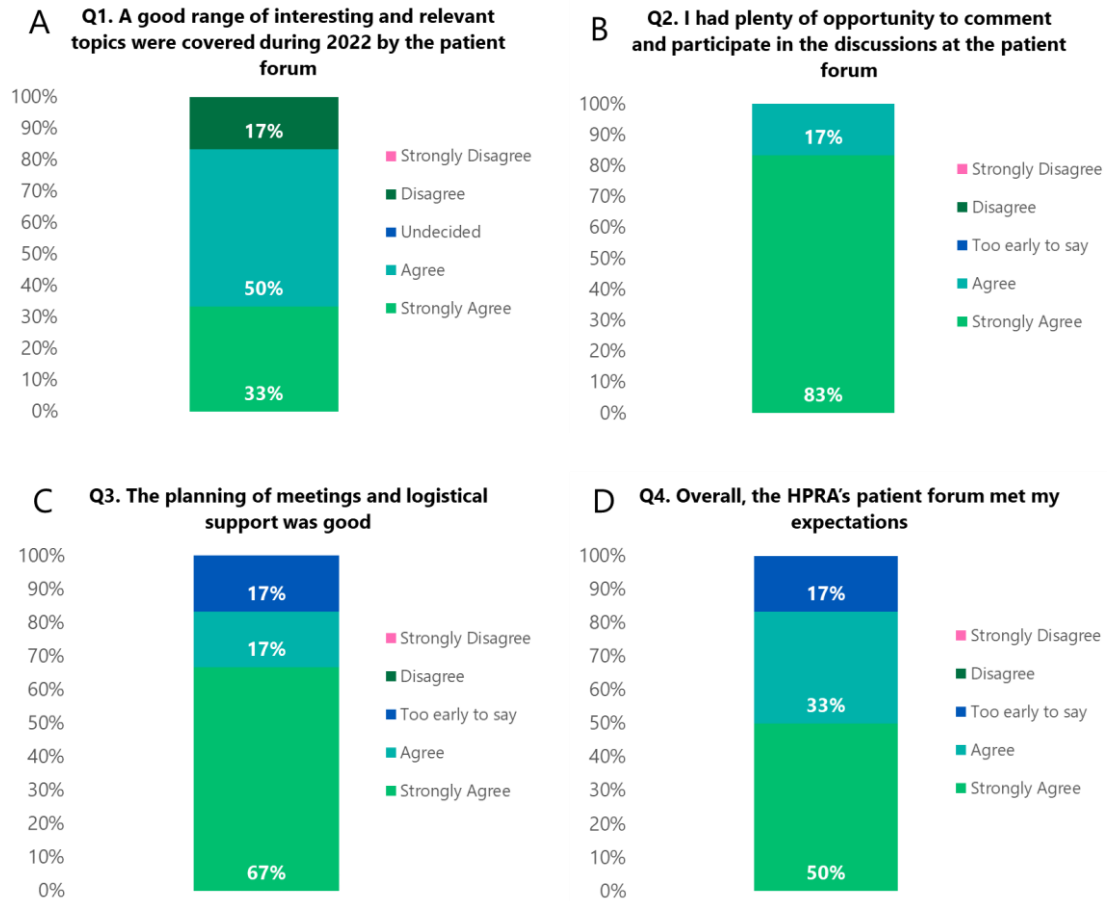 A
Q1. A good range of interesting and relevant
topics were covered during 2022 by the patient
forum
100%
90%
80%
70%
60%
50%
40%
30%
20%
10%
0%
17%
50%
33%
Strongly Disagree
Disagree
Undecided
Agree
Strongly Agree
B
Q2. I had plenty of opportunity to comment
and participate in the discussions at the patient
forum
100%
90%
80%
70%
60%
50%
40%
30%
20%
10%
0%
17%
83%
Strongly Disagree
Disagree
Too early to say
Agree
Strongly Agree
C
Q3. The planning of meetings and logistical
support was good
100%
90%
80%
70%
60%
50%
40%
30%
20%
10%
0%
17%
17%
67%
Strongly Disagree
Disagree
Too early to say
Agree
Strongly Agree
D
Q4. Overall, the HPRA’s patient forum met my
expectations
100%
90%
80%
70%
60%
50%
40%
30%
20%
10%
0%
17%
33%
50%
Strongly Disagree
Disagree
Too early to say
Agree
Strongly Agree